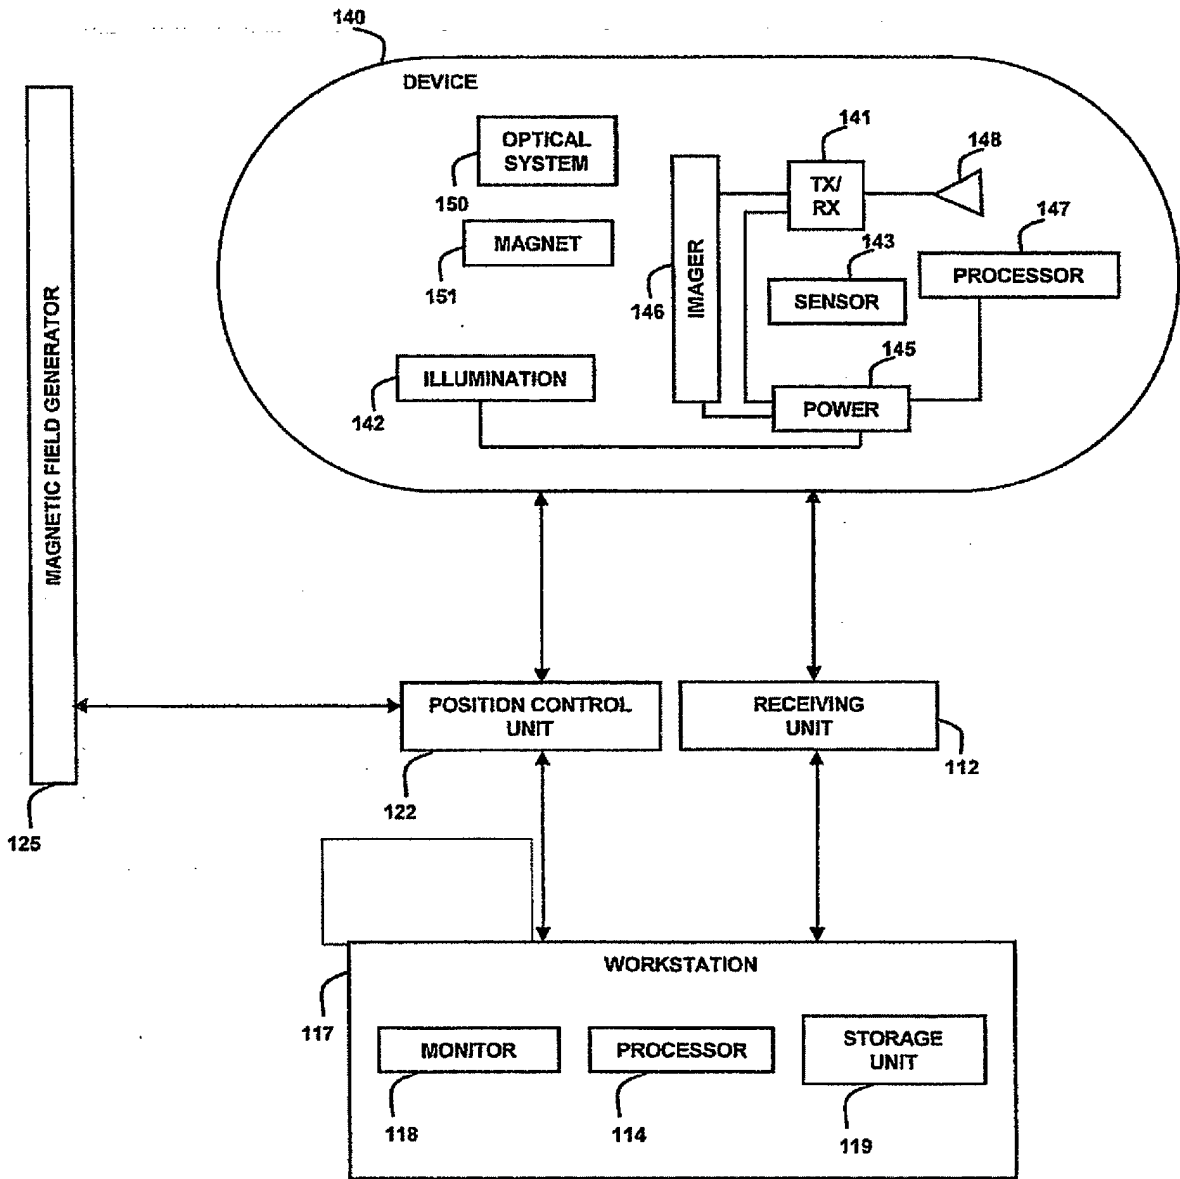 140
DEVICE
OPTICAL
SYSTEM
150
MAGNET
151
141
TX/
RX
148
147
PROCESSOR
143
SENSOR
IMAGER
146
145
POWER
ILLUMINATION
142
MAGNETIC FIELD GENERATOR
125
POSITION CONTROL
UNIT
122
RECEIVING
UNIT
112
WORKSTATION
117
MONITOR
118
PROCESSOR
114
STORAGE
UNIT
119